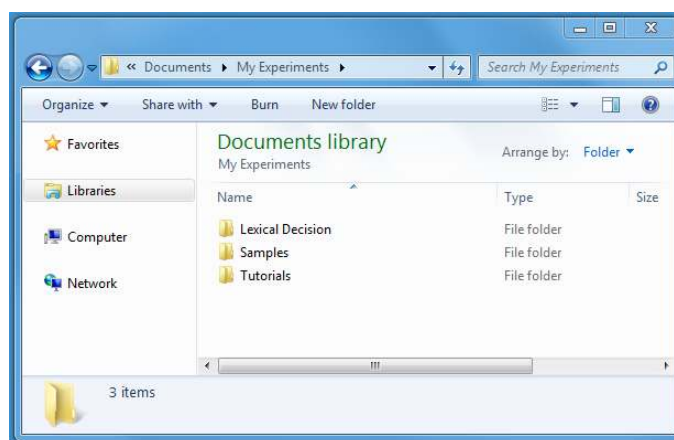 « Documents ▸ My Experiments ▸ Search My Experiments
Organize ▾ Share with ▾ Burn New folder
Favorites
Libraries
Computer
Network
Documents library
My Experiments
Arrange by: Folder ▾
Name Type Size
Lexical Decision File folder
Samples File folder
Tutorials File folder
3 items